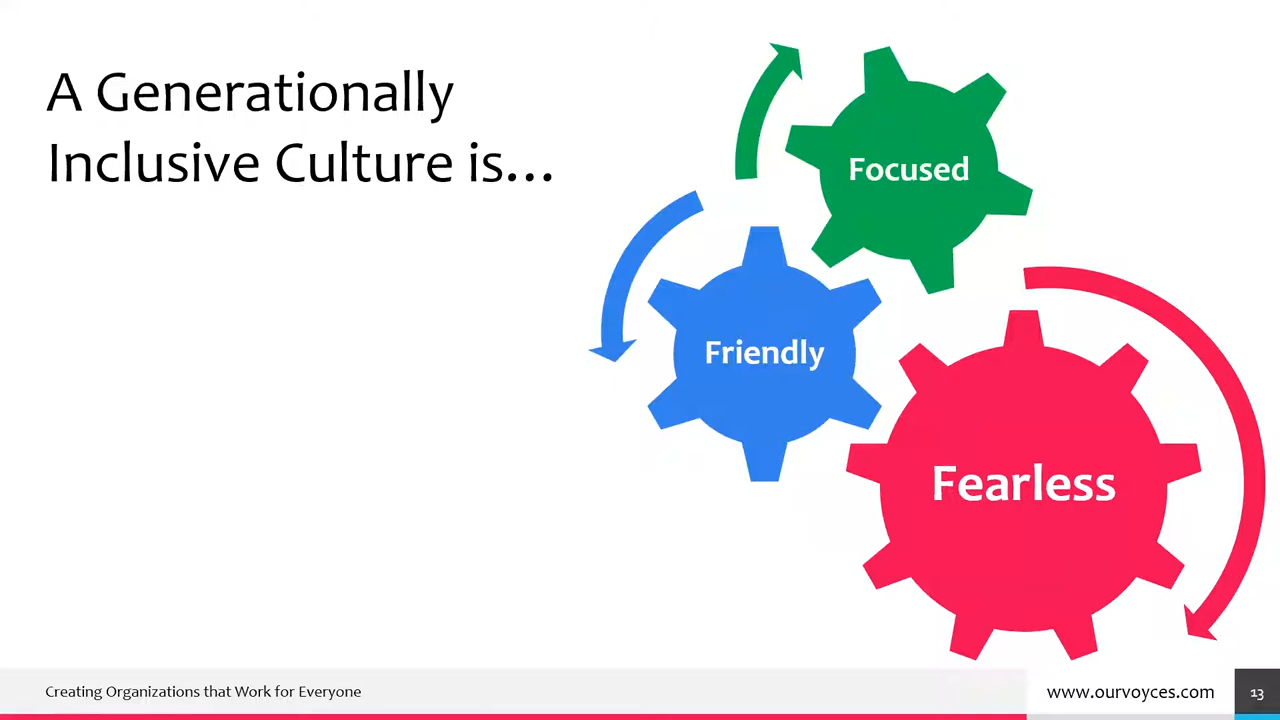 A Generationally
Inclusive Culture is…
Focused
Friendly
Fearless
Creating Organizations that Work for Everyone
www.ourvoyces.com
13